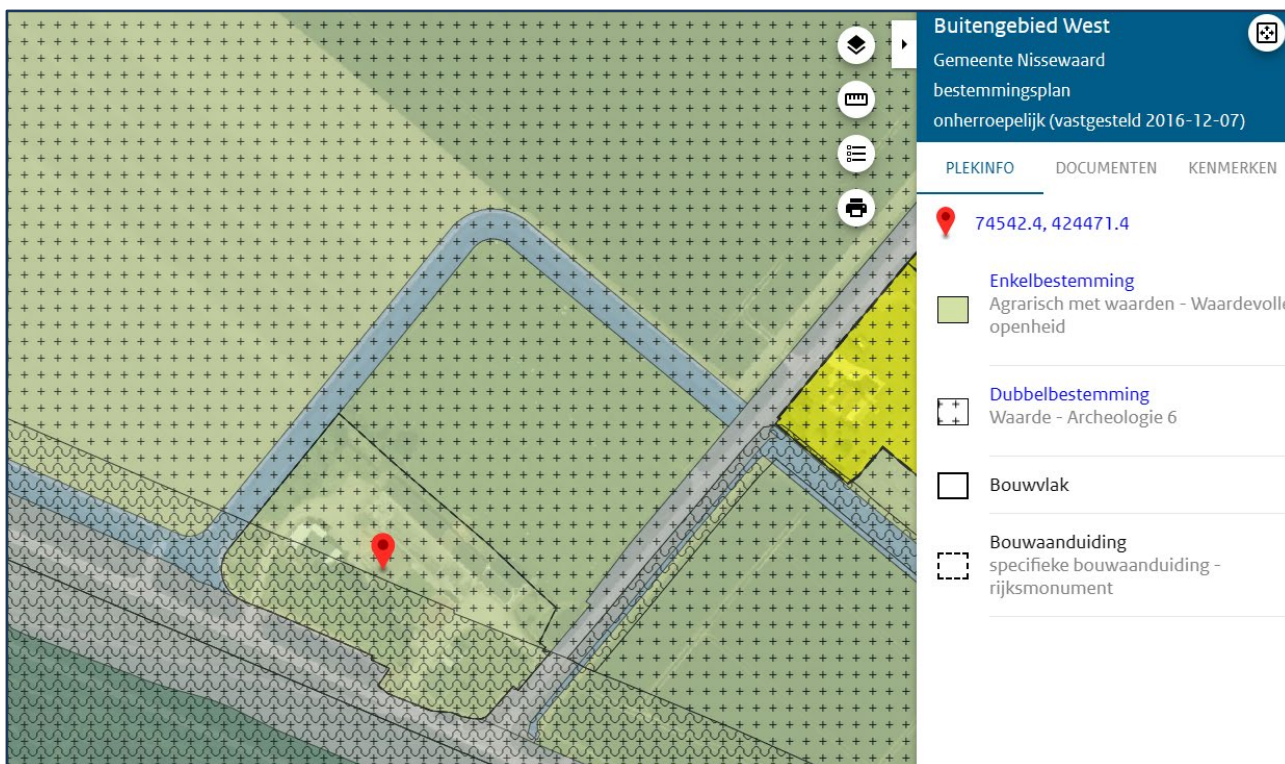 Buitengebied West
Gemeente Nissewaard
bestemmingsplan
onherroepelijk (vastgesteld 2016-12-07)
PLEKINFO DOCUMENTEN KENMERKEN
74542.4, 424471.4
Enkelbestemming
Agrarisch met waarden - Waardevolle
openheid
Dubbelbestemming
Waarde - Archeologie 6
Bouwvlak
Bouwaanduiding
specifieke bouwaanduiding -
rijksmonument